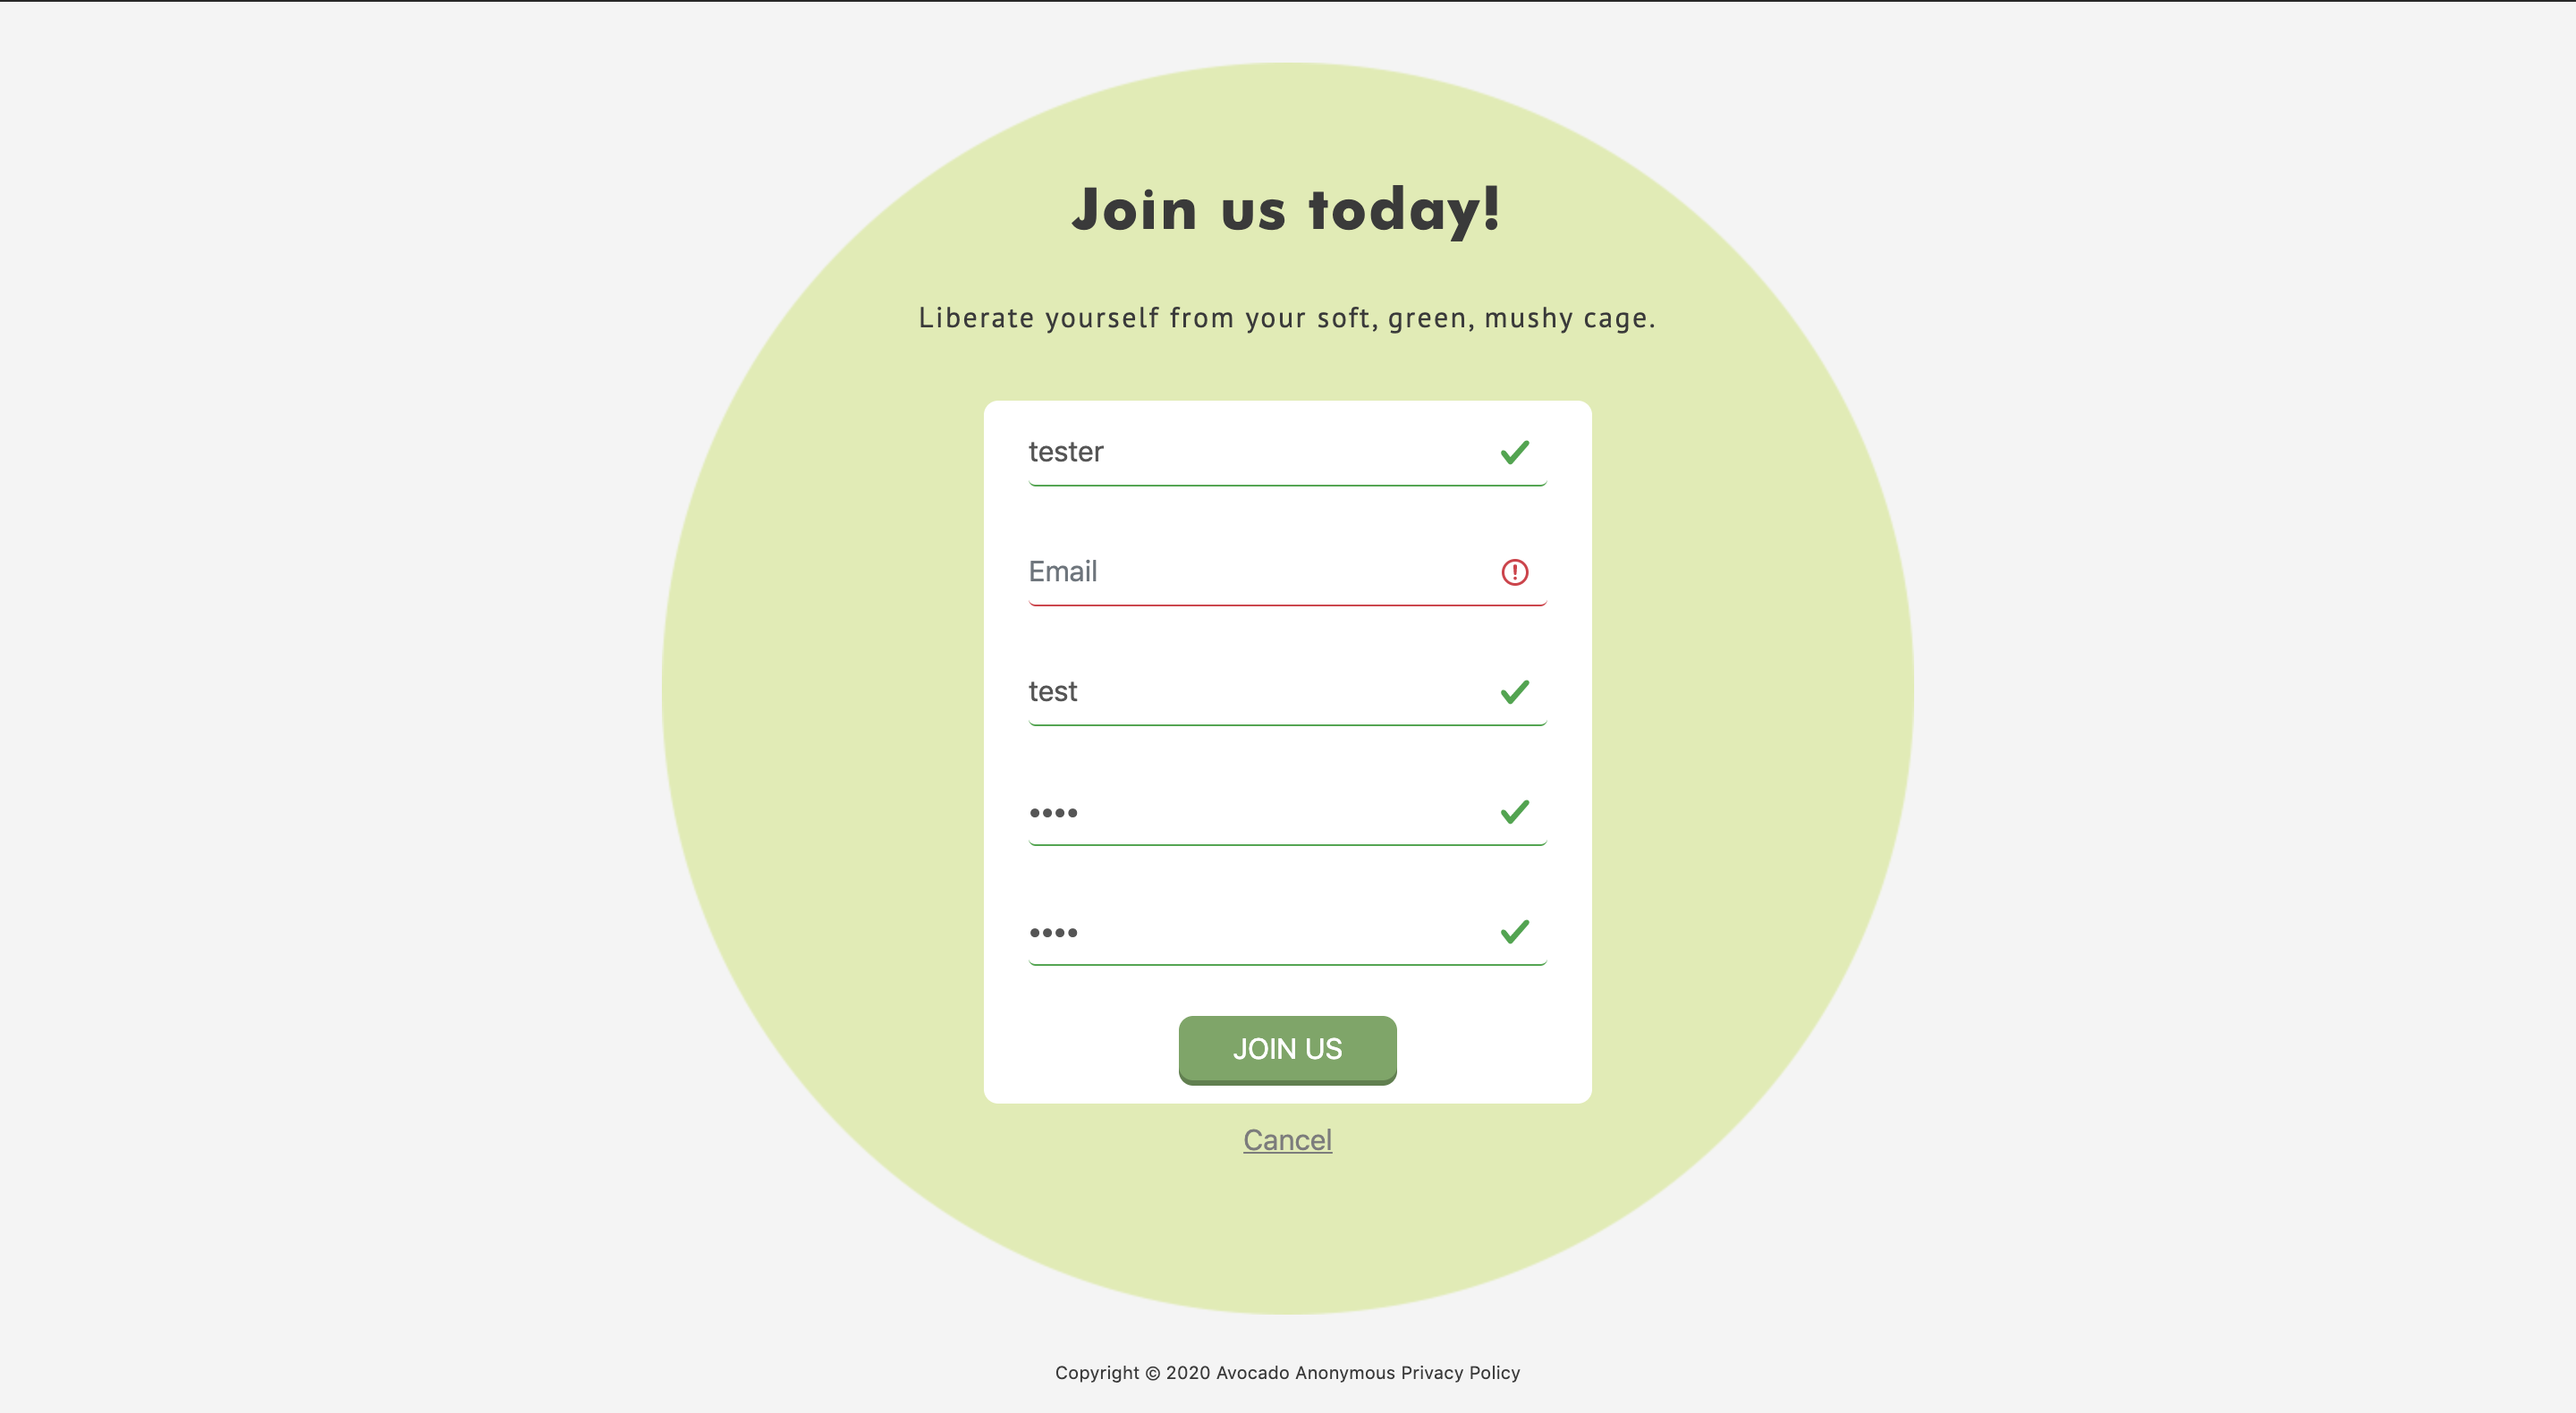 Join us today!
Liberate yourself from your soft, green, mushy cage.
tester
Email
test
••••
••••
JOIN US
Cancel
Copyright © 2020 Avocado Anonymous Privacy Policy